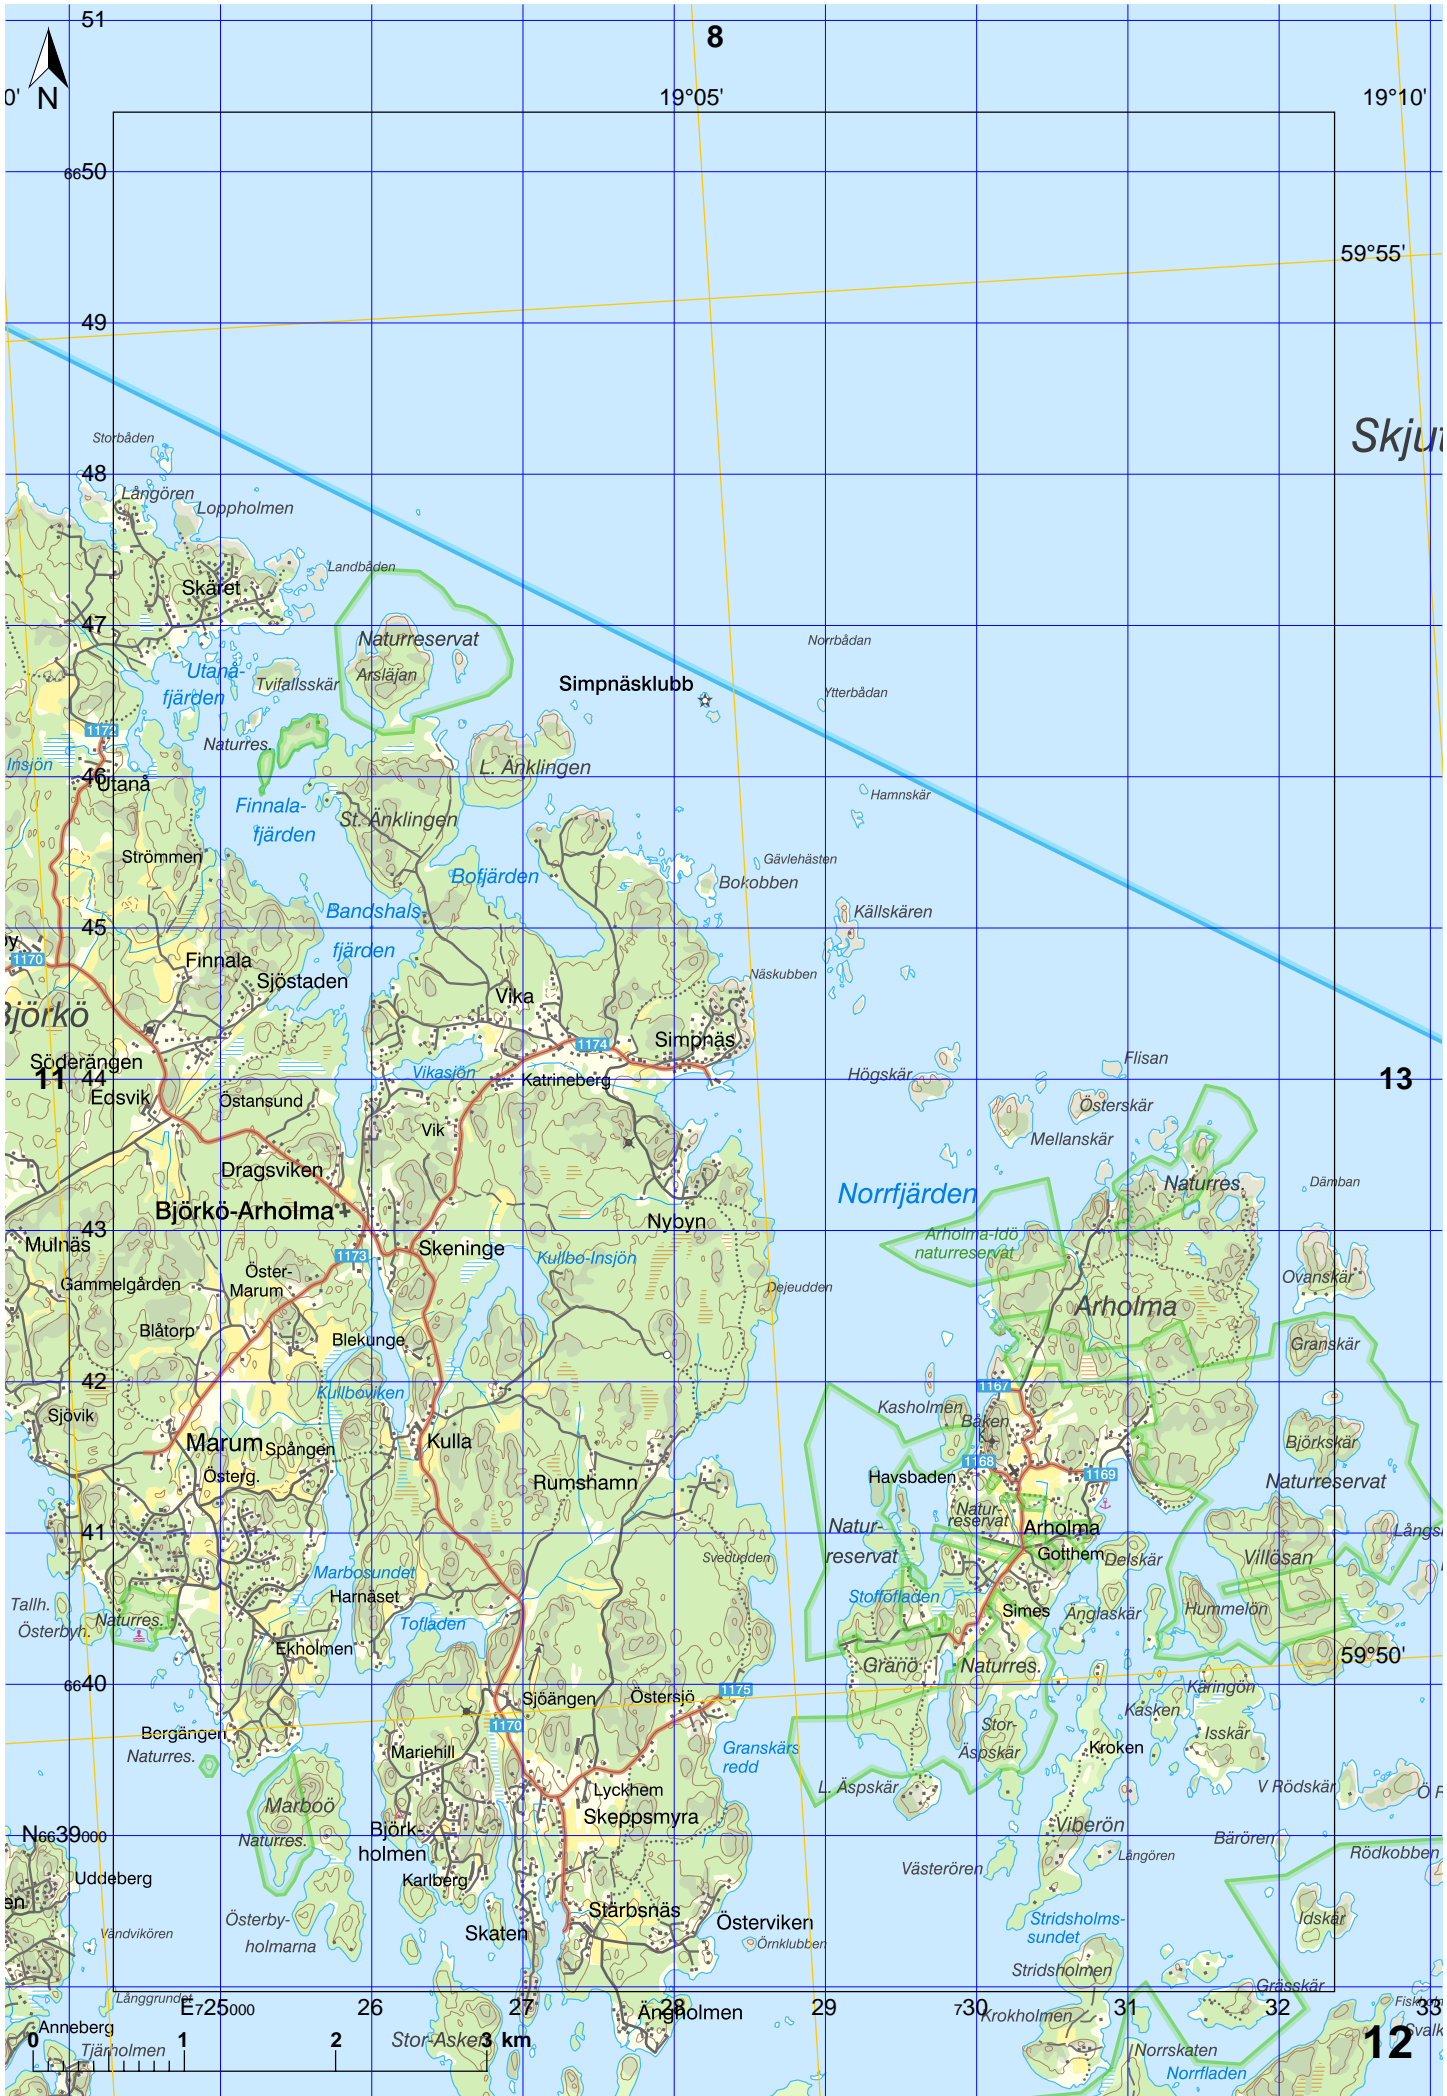 51
8
0'
N
19°05'
19°10'
6650
59°55'
49
Skjut
Storbåden
48
Långören
Loppholmen
Landbåden
Skäret
47
Naturreservat
Norrbådan
Utanå-
fjärden
Tvifallsskär
Arsläjan
Simpnäsklubb
Ytterbådan
1172
Naturres.
Insjön
L. Änklingen
46
Utanå
Hamnskär
Finnala-
fjärden
St. Änklingen
Strömmen
Gävlehästen
Bofjärden
Bokobben
Bandshals-
fjärden
Källskären
45
by
1170
Finnala
Sjöstaden
Näskubben
Vika
Björkö
Simpnäs
1174
Söderängen
Flisan
11
44
Vikasjön
Katrineberg
Högskär
13
Edsvik
Östansund
Österskär
Vik
Mellanskär
Dragsviken
Norrfjärden
Naturres.
Dämban
Björkö-Arholma
43
Nybyn
Mulnäs
Skeninge
Arholma-Idö
naturreservat
1173
Kullbo-Insjön
Gammelgården
Öster-
Marum
Dejeudden
Ovanskär
Arholma
Blåtorp
Blekunge
Granskär
42
Kullboviken
1167
Sjövik
Kasholmen
Båken
Marum
Spången
Kulla
Björkskär
1168
Österg.
Rumshamn
Havsbaden
1169
Naturreservat
Natur-
reservat
41
Natur-
reservat
Arholma
Långsk
Gotthem
Delskär
Villösan
Svedudden
Marbosundet
Harnäset
Stofföfladen
Tallh.
Österbyh.
Naturres.
Tofladen
Simes
Änglaskär
Hummelön
Ekholmen
59°50'
Granö
Naturres.
6640
Sjöängen
Östersjö
1175
Käringön
Kasken
Bergängen
1170
Stor-
Äspskär
Isskär
Naturres.
Mariehill
Granskärs
redd
Kroken
L. Äspskär
V Rödskär
Ö R
Lyckhem
Marboö
Skeppsmyra
Viberön
N6639000
Naturres.
Björk-
holmen
Bärören
Rödkobben
Långören
Uddeberg
Karlberg
Västerören
en
Stärbsnäs
Idskär
Vändvikören
Österby-
holmarna
Skaten
Österviken
Örnklubben
Stridsholms-
sundet
Stridsholmen
Långgrundet
Grässkär
E725000
26
27
28
29
730
31
32
33
Ängholmen
Krokholmen
Anneberg
0
1
2
3 km
Stor-Asken
12
Tjärholmen
Norrskaten
Norrfladen